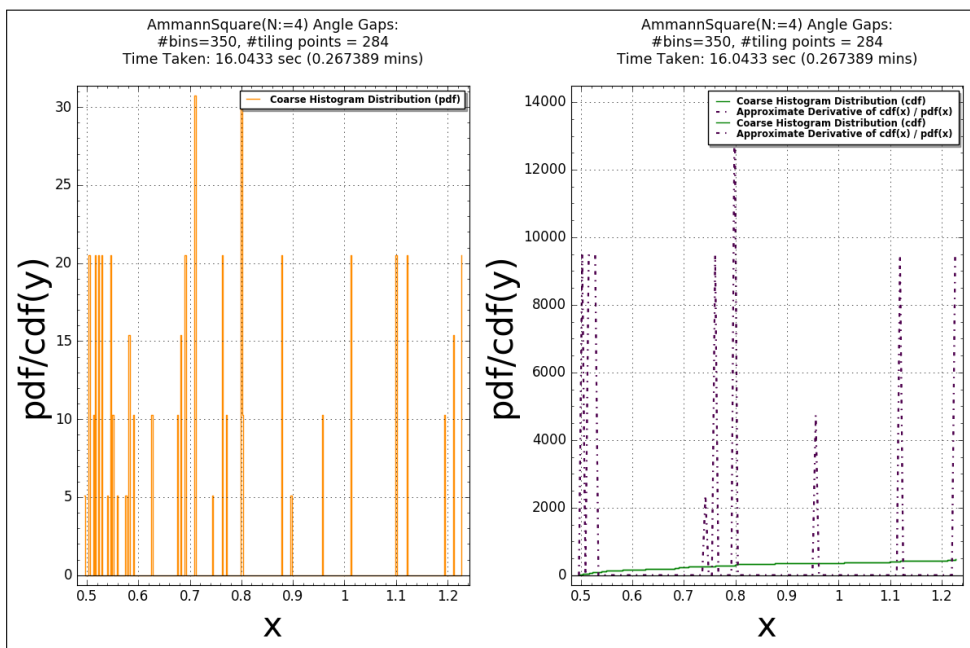 AmmannSquare(N:=4) Angle Gaps:
#bins=350, #tiling points = 284
Time Taken: 16.0433 sec (0.267389 mins)
Coarse Histogram Distribution (pdf)
30
25
20
15
10
5
0
pdf/cdf(y)
0.5 0.6 0.7 0.8 0.9 1 1.1 1.2
x
AmmannSquare(N:=4) Angle Gaps:
#bins=350, #tiling points = 284
Time Taken: 16.0433 sec (0.267389 mins)
Coarse Histogram Distribution (cdf)
Approximate Derivative of cdf(x) / pdf(x)
Coarse Histogram Distribution (cdf)
Approximate Derivative of cdf(x) / pdf(x)
14000
12000
10000
8000
6000
4000
2000
0
pdf/cdf(y)
0.5 0.6 0.7 0.8 0.9 1 1.1 1.2
x